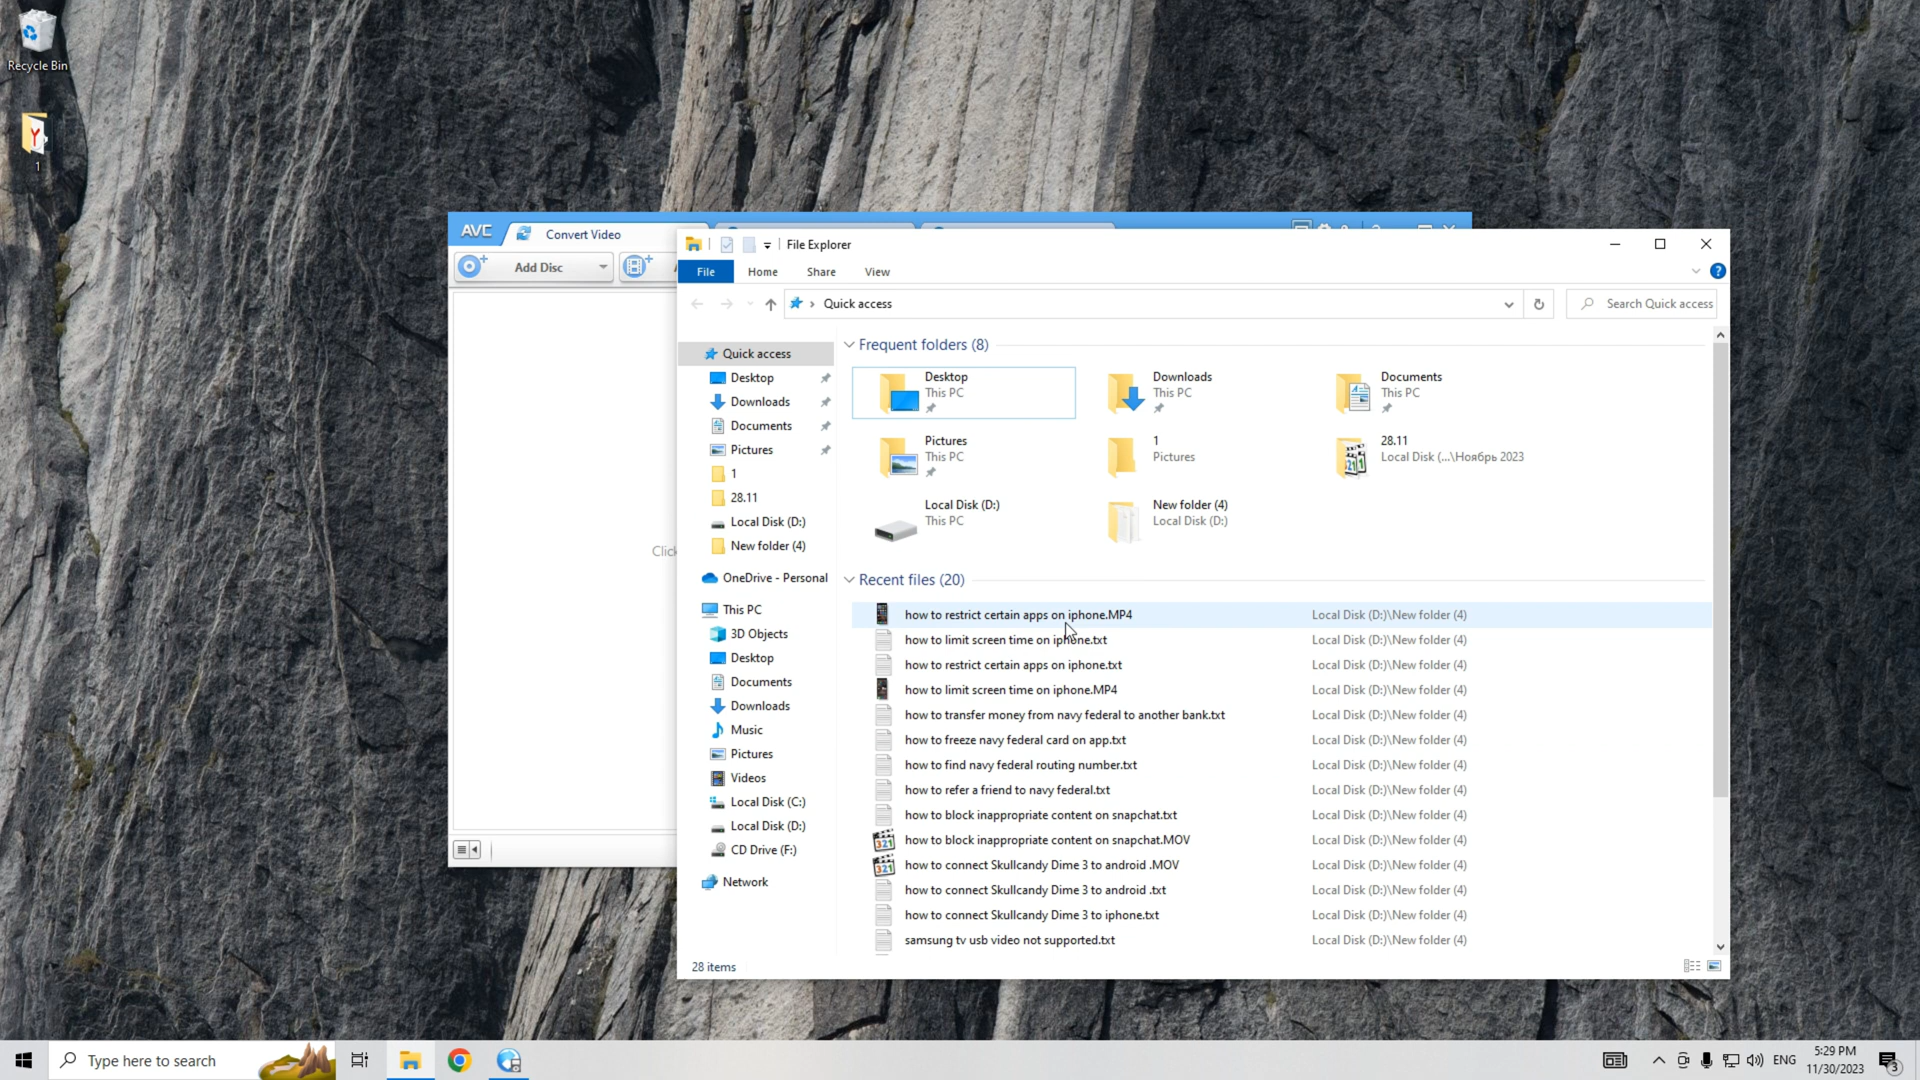 Recycle Bin
1
AVC
Convert Video
Add Disc
Click
File Explorer
File
Home
Share
View
Quick access
Search Quick access
Quick access
Desktop
Downloads
Documents
Pictures
1
28.11
Local Disk (D:)
New folder (4)
OneDrive - Personal
This PC
3D Objects
Desktop
Documents
Downloads
Music
Pictures
Videos
Local Disk (C:)
Local Disk (D:)
CD Drive (F:)
Network
Frequent folders (8)
Desktop
This PC
Downloads
This PC
Documents
This PC
Pictures
This PC
1
Pictures
28.11
Local Disk (...\Ноябрь 2023
Local Disk (D:)
This PC
New folder (4)
Local Disk (D:)
Recent files (20)
how to restrict certain apps on iphone.MP4 Local Disk (D:)\New folder (4)
how to limit screen time on iphone.txt Local Disk (D:)\New folder (4)
how to restrict certain apps on iphone.txt Local Disk (D:)\New folder (4)
how to limit screen time on iphone.MP4 Local Disk (D:)\New folder (4)
how to transfer money from navy federal to another bank.txt Local Disk (D:)\New folder (4)
how to freeze navy federal card on app.txt Local Disk (D:)\New folder (4)
how to find navy federal routing number.txt Local Disk (D:)\New folder (4)
how to refer a friend to navy federal.txt Local Disk (D:)\New folder (4)
how to block inappropriate content on snapchat.txt Local Disk (D:)\New folder (4)
how to block inappropriate content on snapchat.MOV Local Disk (D:)\New folder (4)
how to connect Skullcandy Dime 3 to android .MOV Local Disk (D:)\New folder (4)
how to connect Skullcandy Dime 3 to android .txt Local Disk (D:)\New folder (4)
how to connect Skullcandy Dime 3 to iphone.txt Local Disk (D:)\New folder (4)
samsung tv usb video not supported.txt Local Disk (D:)\New folder (4)
28 items
Type here to search
ENG
5:29 PM
11/30/2023
3